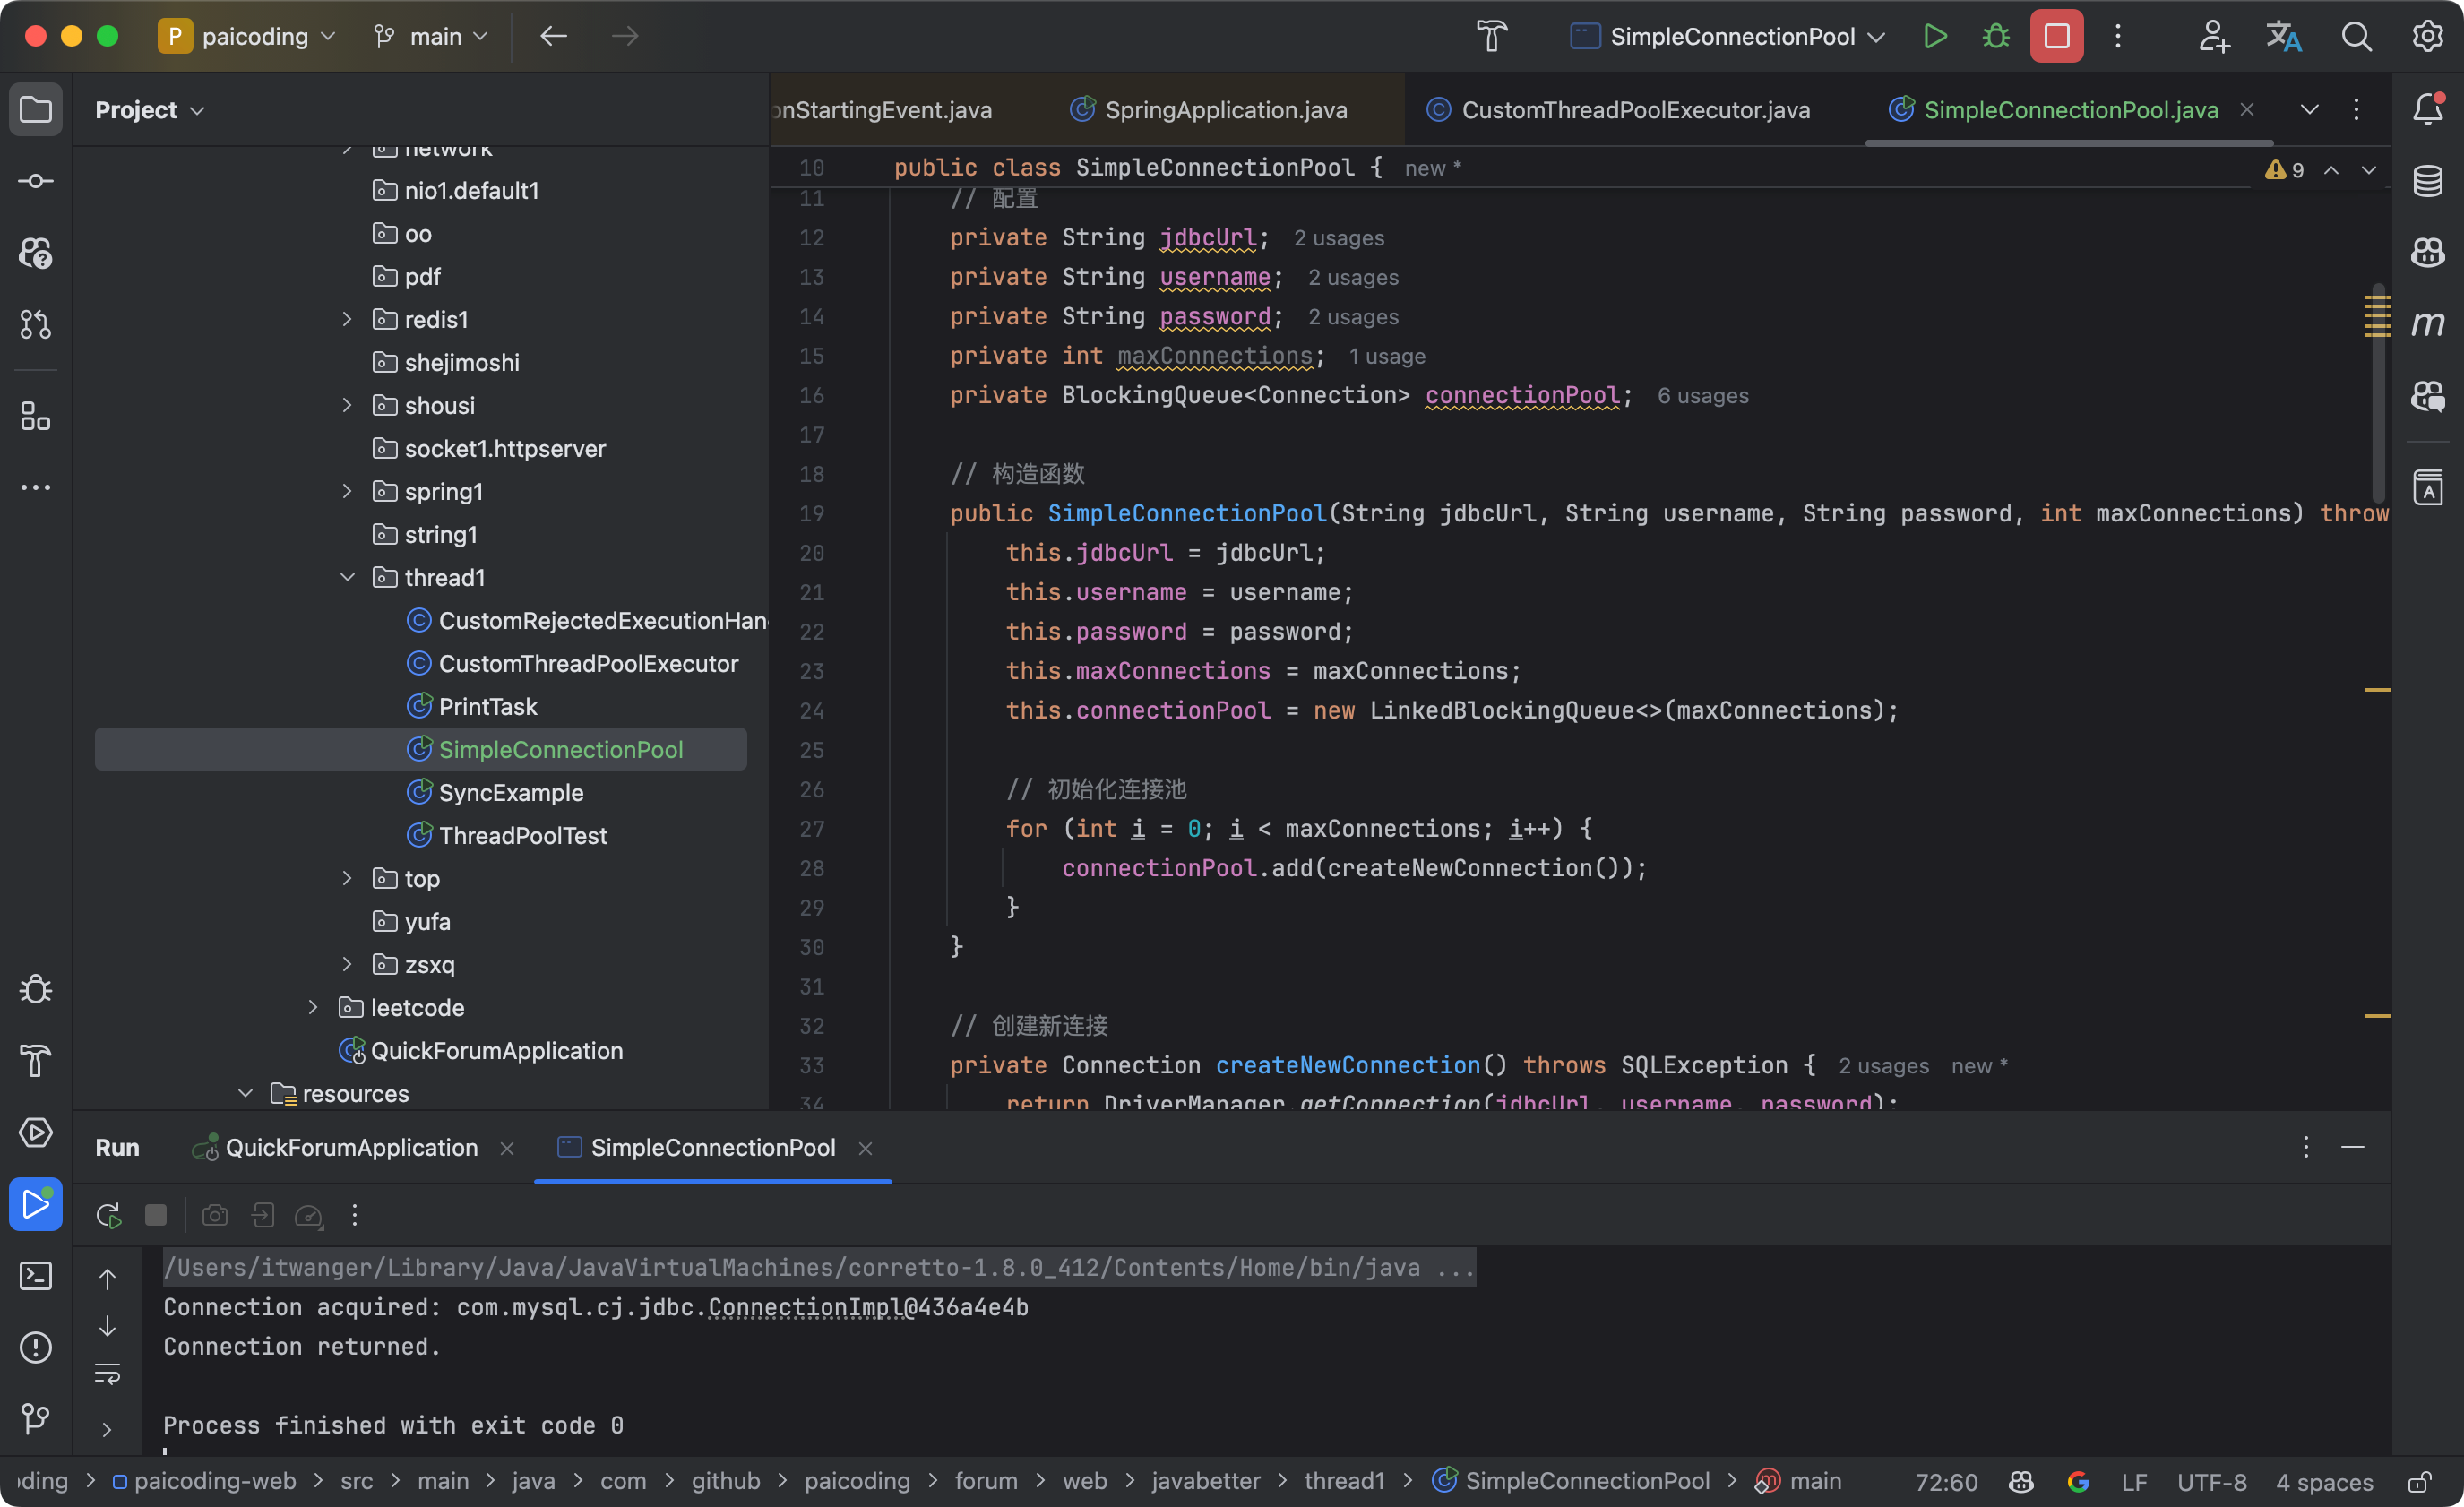 P paicoding main SimpleConnectionPool
Project
network
nio1.default1
oo
pdf
redis1
shejimoshi
shousi
socket1.httpserver
spring1
string1
thread1
CustomRejectedExecutionHan
CustomThreadPoolExecutor
PrintTask
SimpleConnectionPool
SyncExample
ThreadPoolTest
top
yufa
zsxq
leetcode
QuickForumApplication
resources
onStartingEvent.java SpringApplication.java CustomThreadPoolExecutor.java SimpleConnectionPool.java
10 public class SimpleConnectionPool { new * 9
11 // 配置
12 private String jdbcUrl; 2 usages
13 private String username; 2 usages
14 private String password; 2 usages
15 private int maxConnections; 1 usage
16 private BlockingQueue<Connection> connectionPool; 6 usages
17
18 // 构造函数
19 public SimpleConnectionPool(String jdbcUrl, String username, String password, int maxConnections) throw
20 this.jdbcUrl = jdbcUrl;
21 this.username = username;
22 this.password = password;
23 this.maxConnections = maxConnections;
24 this.connectionPool = new LinkedBlockingQueue<>(maxConnections);
25
26 // 初始化连接池
27 for (int i = 0; i < maxConnections; i++) {
28 connectionPool.add(createNewConnection());
29 }
30 }
31
32 // 创建新连接
33 private Connection createNewConnection() throws SQLException { 2 usages new *
34 return DriverManager.getConnection(jdbcUrl, username, password);
Run QuickForumApplication SimpleConnectionPool
/Users/itwanger/Library/Java/JavaVirtualMachines/corretto-1.8.0_412/Contents/Home/bin/java ...
Connection acquired: com.mysql.cj.jdbc.ConnectionImpl@436a4e4b
Connection returned.
Process finished with exit code 0
ding > paicoding-web > src > main > java > com > github > paicoding > forum > web > javabetter > thread1 > SimpleConnectionPool > main 72:60 LF UTF-8 4 spaces